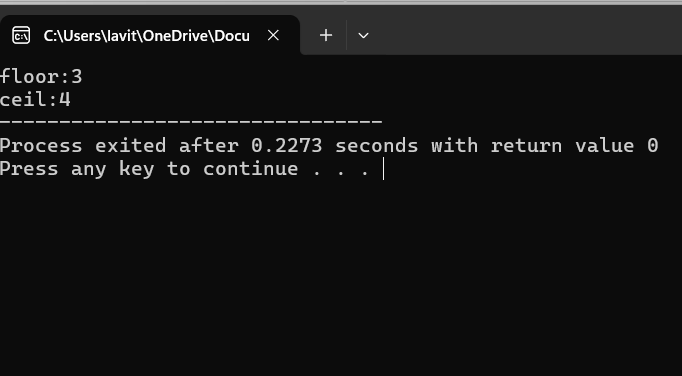 C:\Users\lavit\OneDrive\Docu
floor:3
ceil:4
--------------------------------
Process exited after 0.2273 seconds with return value 0
Press any key to continue . . .